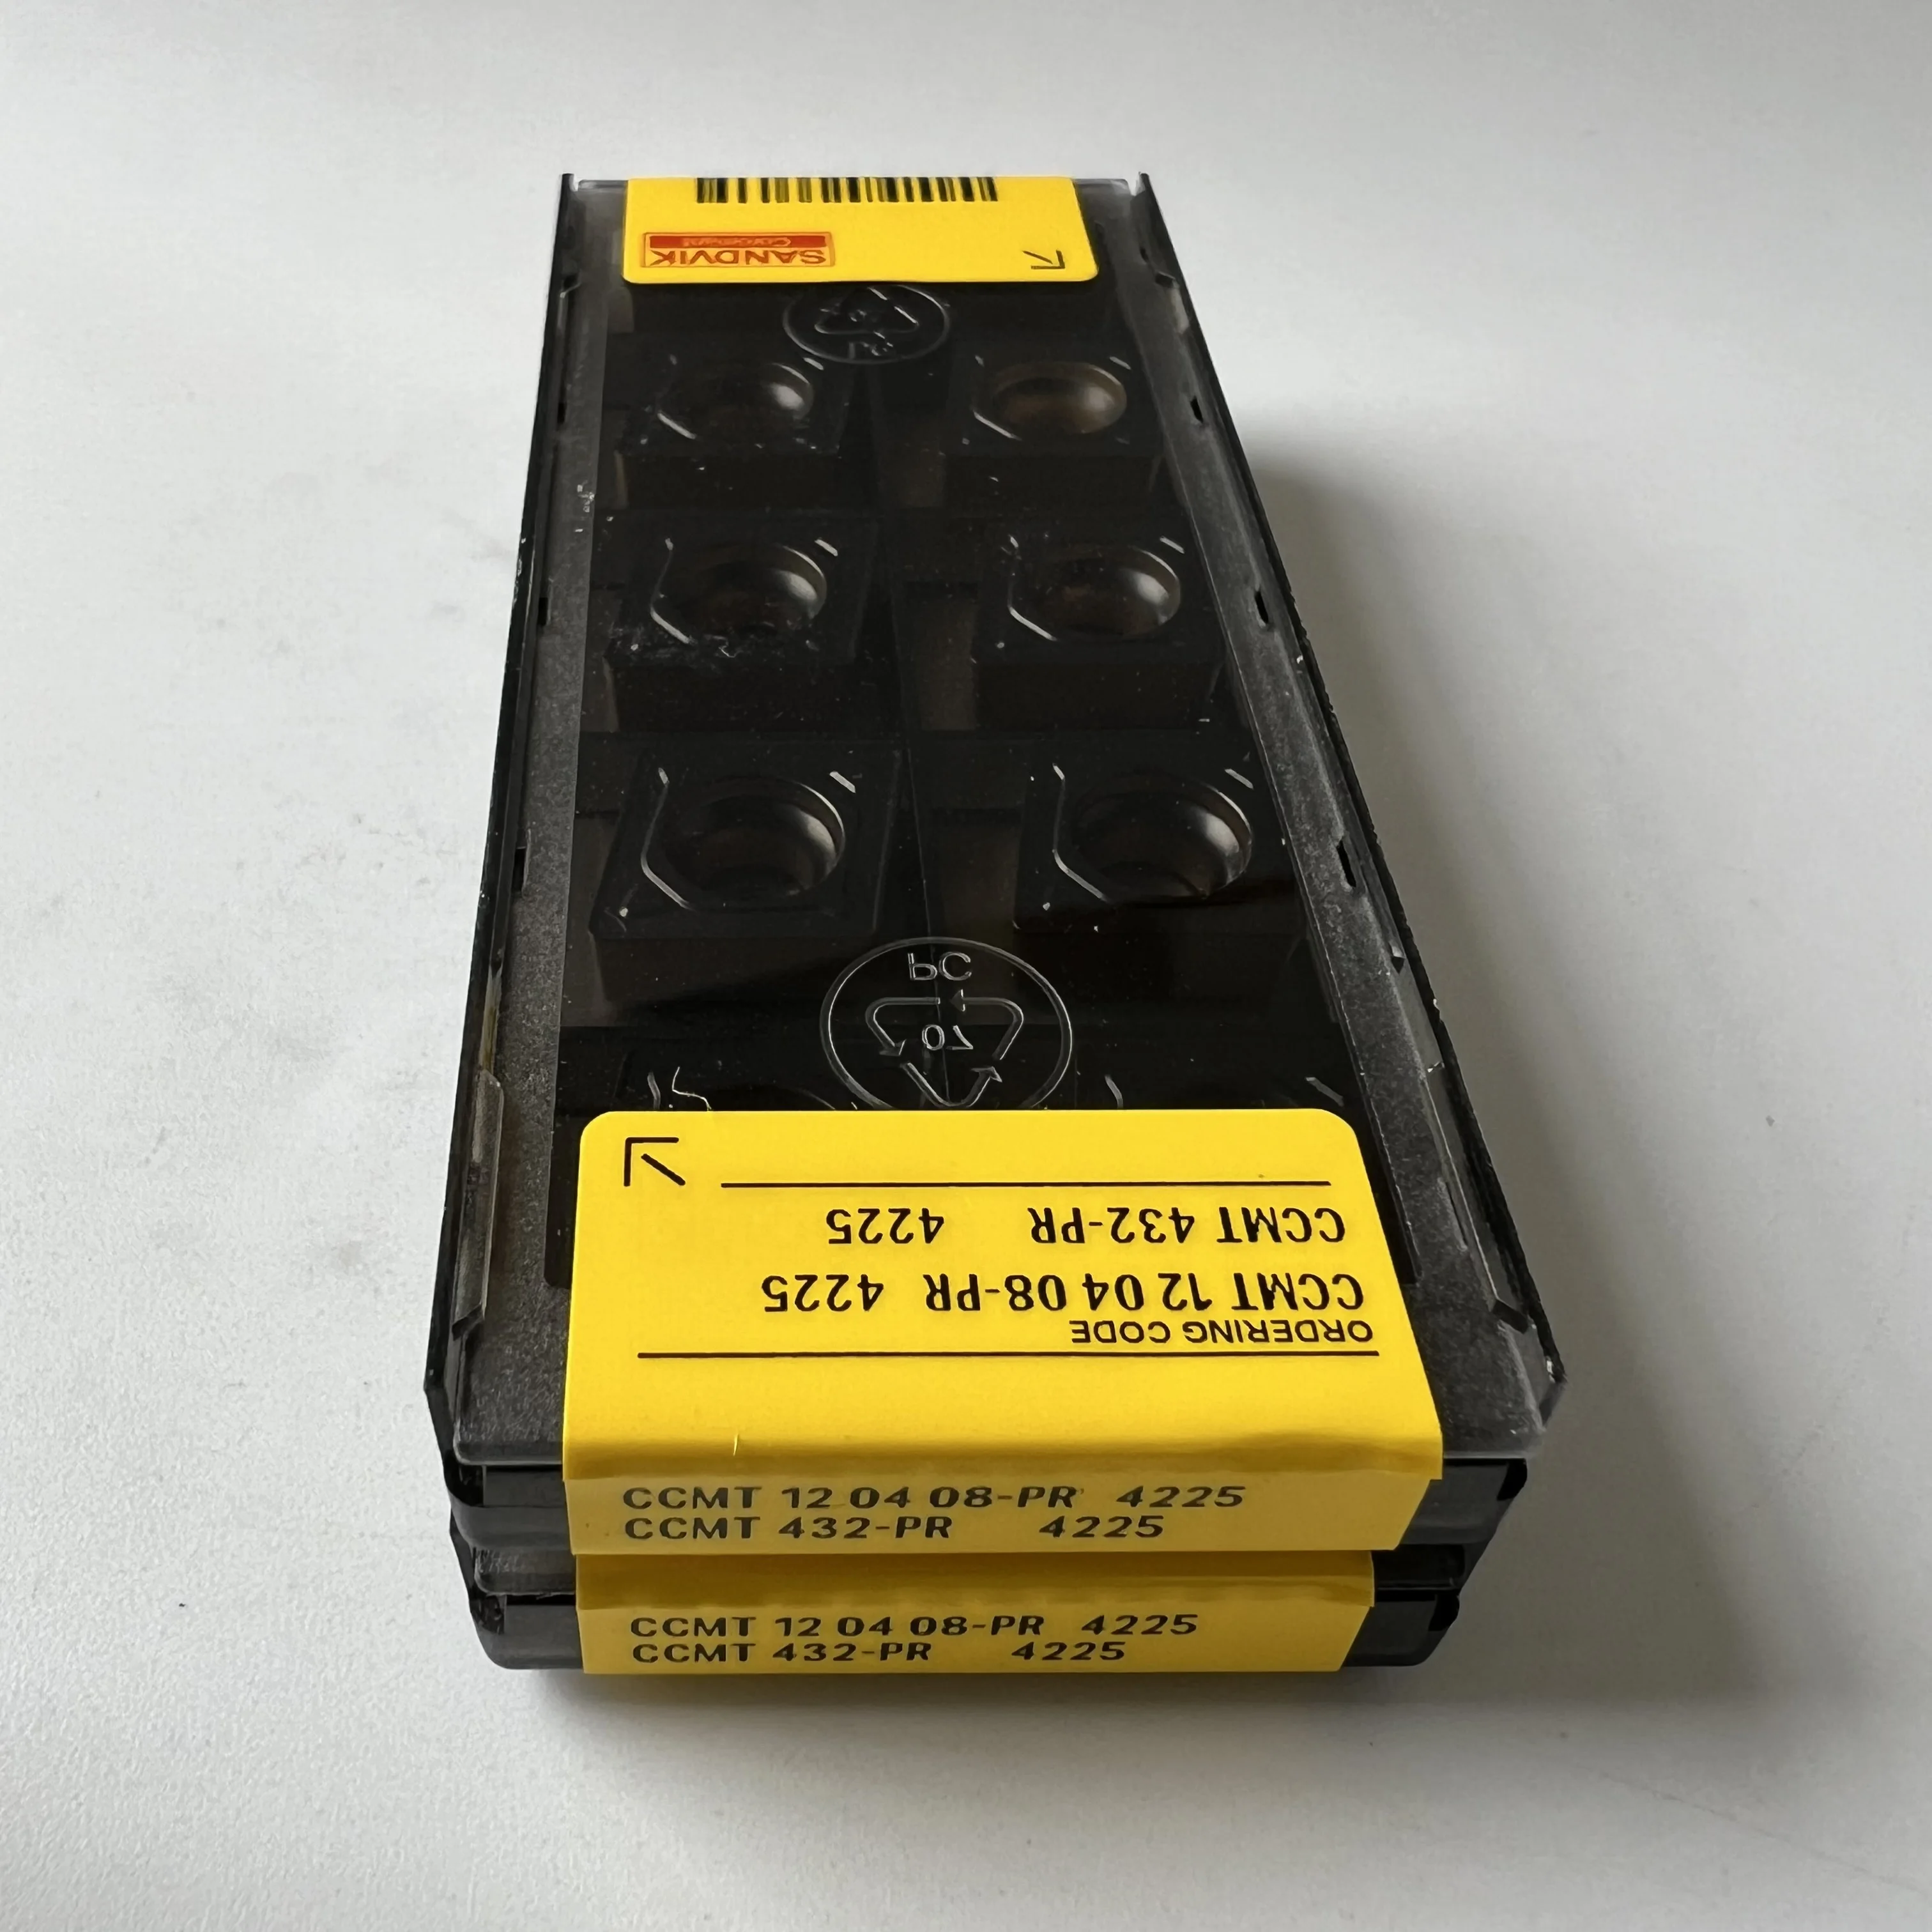 SANDVIK
Coromant
PC
70
ORDERING CODE
CCMT 12 04 08-PR 4225
CCMT 432-PR 4225
CCMT 12 04 08-PR 4225
CCMT 432-PR 4225
CCMT 12 04 08-PR 4225
CCMT 432-PR 4225